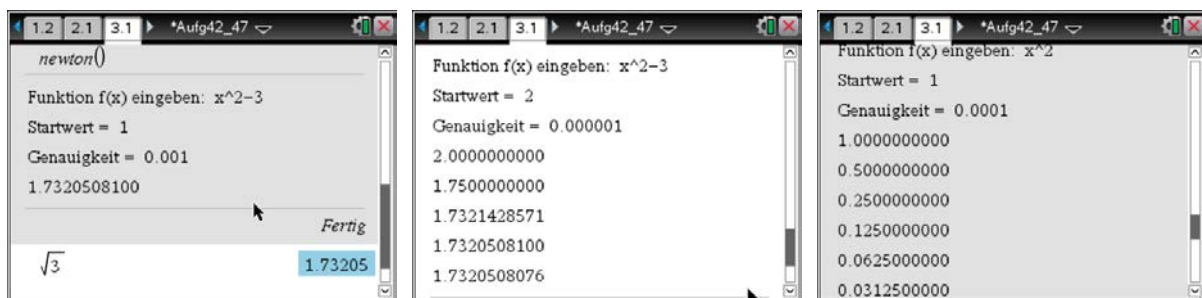 1.2 2.1 3.1 *Aufg42_47
newton()
Funktion f(x) eingeben: x^2−3
Startwert = 1
Genauigkeit = 0.001
1.7320508100
Fertig
√3 1.73205
1.2 2.1 3.1 *Aufg42_47
Funktion f(x) eingeben: x^2−3
Startwert = 2
Genauigkeit = 0.000001
2.0000000000
1.7500000000
1.7321428571
1.7320508100
1.7320508076
1.2 2.1 3.1 *Aufg42_47
Funktion f(x) eingeben: x^2
Startwert = 1
Genauigkeit = 0.0001
1.0000000000
0.5000000000
0.2500000000
0.1250000000
0.0625000000
0.0312500000